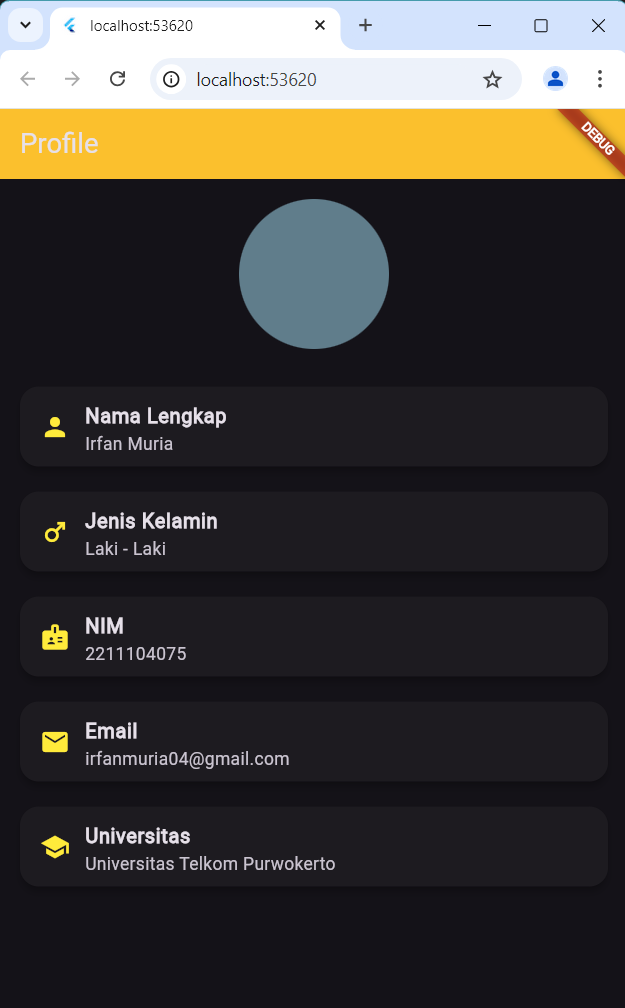 localhost:53620
localhost:53620
Profile
DEBUG
Nama Lengkap
Irfan Muria
Jenis Kelamin
Laki - Laki
NIM
2211104075
Email
irfanmuria04@gmail.com
Universitas
Universitas Telkom Purwokerto